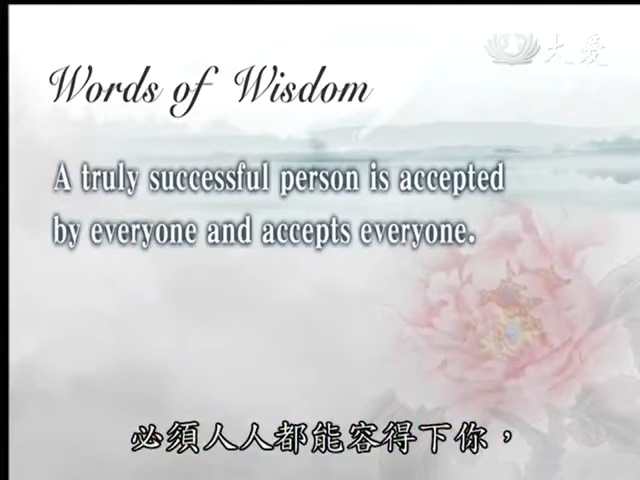 大愛
Words of Wisdom
A truly successful person is accepted
by everyone and accepts everyone.
必須人人都能容得下你，